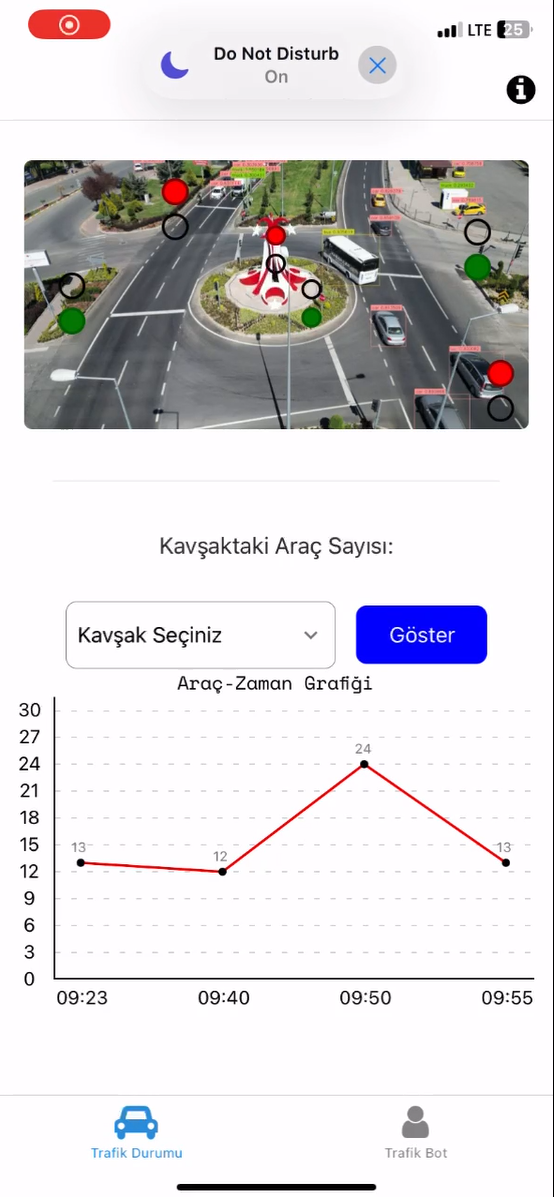 LTE 25
Do Not Disturb
On
Kavşaktaki Araç Sayısı:
Kavşak Seçiniz
Göster
Araç-Zaman Grafiği
30
27
24
21
18
15
12
9
6
3
0
13
12
24
13
09:23 09:40 09:50 09:55
Trafik Durumu
Trafik Bot